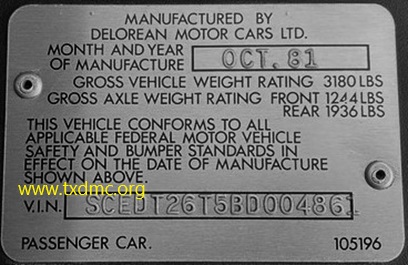 MANUFACTURED BY
DELOREAN MOTOR CARS LTD.
MONTH AND YEAR
OF MANUFACTURE OCT. 81
GROSS VEHICLE WEIGHT RATING 3180 LBS
GROSS AXLE WEIGHT RATING FRONT 1244 LBS
REAR 1936 LBS
THIS VEHICLE CONFORMS TO ALL
APPLICABLE FEDERAL MOTOR VEHICLE
SAFETY AND BUMPER STANDARDS IN
EFFECT ON THE DATE OF MANUFACTURE
SHOWN ABOVE.
www.txdmc.org
V.I.N. SCEDT26T5BD004861
PASSENGER CAR. 105196